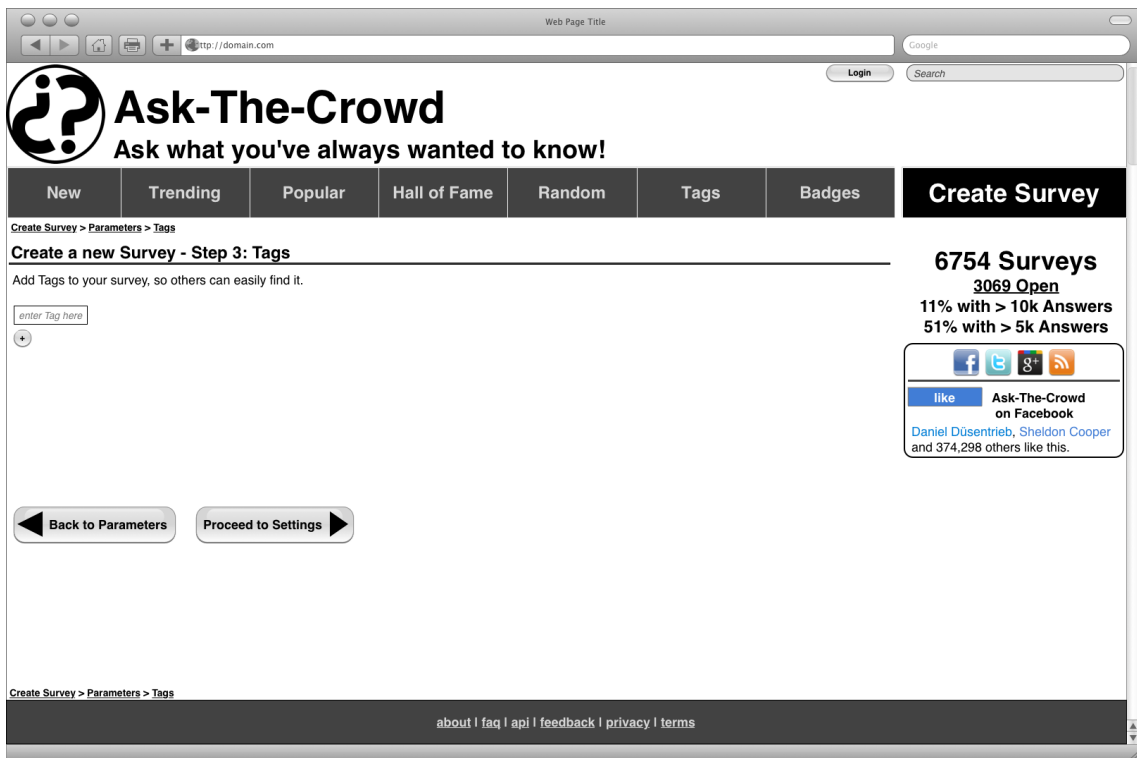 Web Page Title
ttp://domain.com
Google
Login
Search
Ask-The-Crowd
Ask what you've always wanted to know!
New
Trending
Popular
Hall of Fame
Random
Tags
Badges
Create Survey
Create Survey > Parameters > Tags
Create a new Survey - Step 3: Tags
Add Tags to your survey, so others can easily find it.
enter Tag here
+
Back to Parameters
Proceed to Settings
6754 Surveys
3069 Open
11% with > 10k Answers
51% with > 5k Answers
f
t
g+
like
Ask-The-Crowd
on Facebook
Daniel Düsentrieb, Sheldon Cooper
and 374,298 others like this.
Create Survey > Parameters > Tags
about | faq | api | feedback | privacy | terms